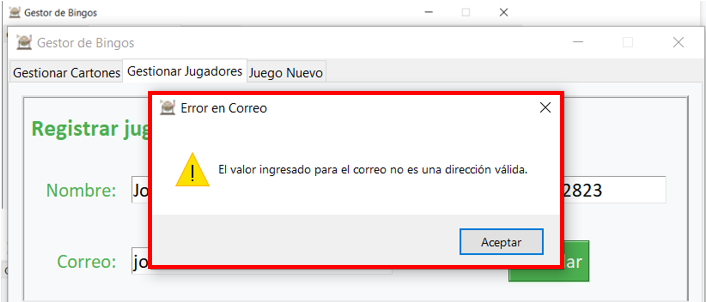 Gestor de Bingos
Gestor de Bingos
Gestionar Cartones Gestionar Jugadores Juego Nuevo
Error en Correo
Registrar
El valor ingresado para el correo no es una dirección válida.
Nombre: Jo 2823
Aceptar
Correo: jo